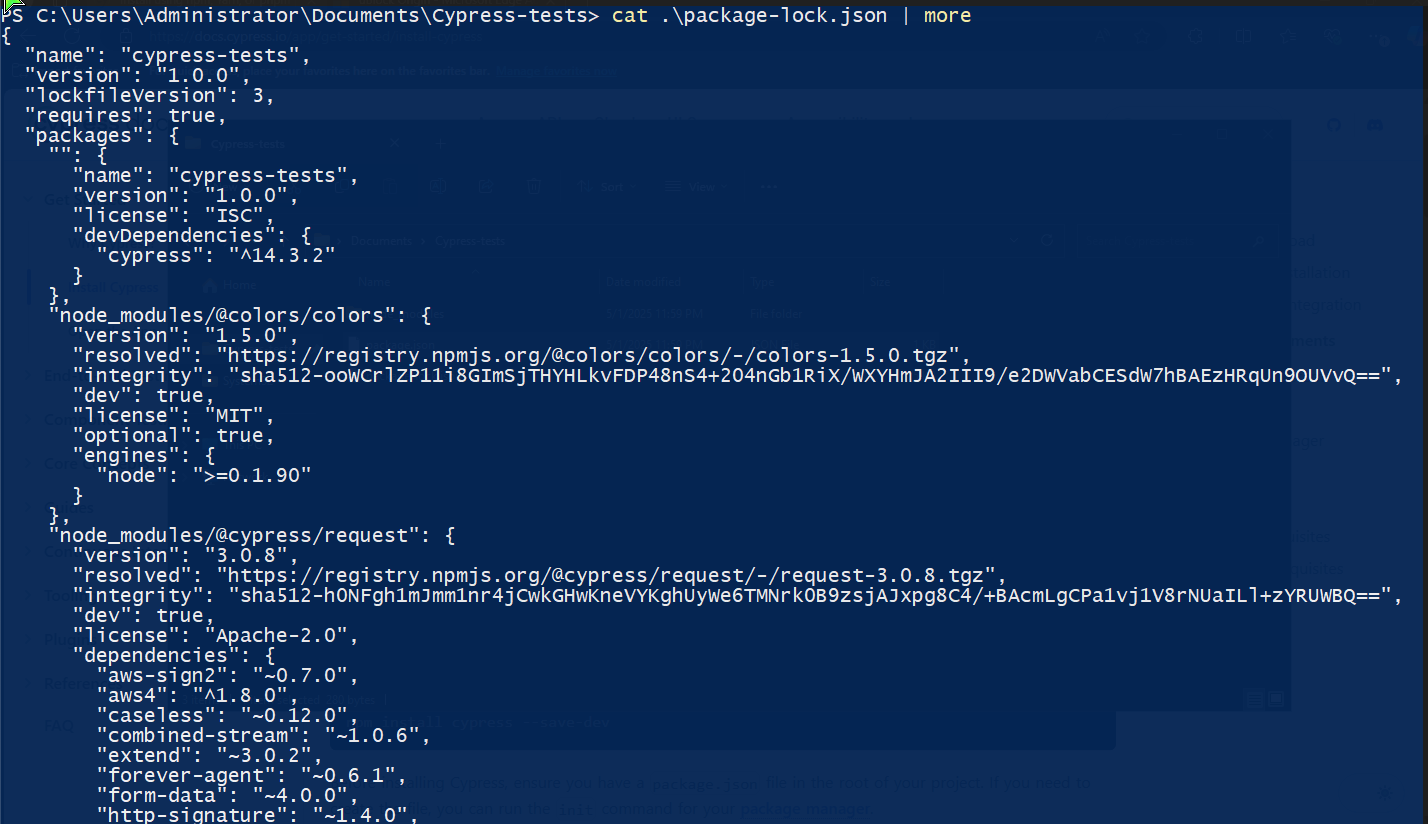 PS C:\Users\Administrator\Documents\Cypress-tests> cat .\package-lock.json | more
{
  "name": "cypress-tests",
  "version": "1.0.0",
  "lockfileVersion": 3,
  "requires": true,
  "packages": {
    "": {
      "name": "cypress-tests",
      "version": "1.0.0",
      "license": "ISC",
      "devDependencies": {
        "cypress": "^14.3.2"
      }
    },
    "node_modules/@colors/colors": {
      "version": "1.5.0",
      "resolved": "https://registry.npmjs.org/@colors/colors/-/colors-1.5.0.tgz",
      "integrity": "sha512-ooWCrlZP11i8GImSjTHYHLkvFDP48nS4+204nGb1RiX/WXYHmJA2III9/e2DWVabCESdW7hBAEzHRqUn9OUVvQ==",
      "dev": true,
      "license": "MIT",
      "optional": true,
      "engines": {
        "node": ">=0.1.90"
      }
    },
    "node_modules/@cypress/request": {
      "version": "3.0.8",
      "resolved": "https://registry.npmjs.org/@cypress/request/-/request-3.0.8.tgz",
      "integrity": "sha512-h0NFgh1mJmm1nr4jCwkGHwKneVYKghUyWe6TMNrk0B9zsjAJxpg8C4/+BAcmLgCPa1vj1V8rNUaILl+zYRUWBQ==",
      "dev": true,
      "license": "Apache-2.0",
      "dependencies": {
        "aws-sign2": "~0.7.0",
        "aws4": "^1.8.0",
        "caseless": "~0.12.0",
        "combined-stream": "~1.0.6",
        "extend": "~3.0.2",
        "forever-agent": "~0.6.1",
        "form-data": "~4.0.0",
        "http-signature": "~1.4.0",